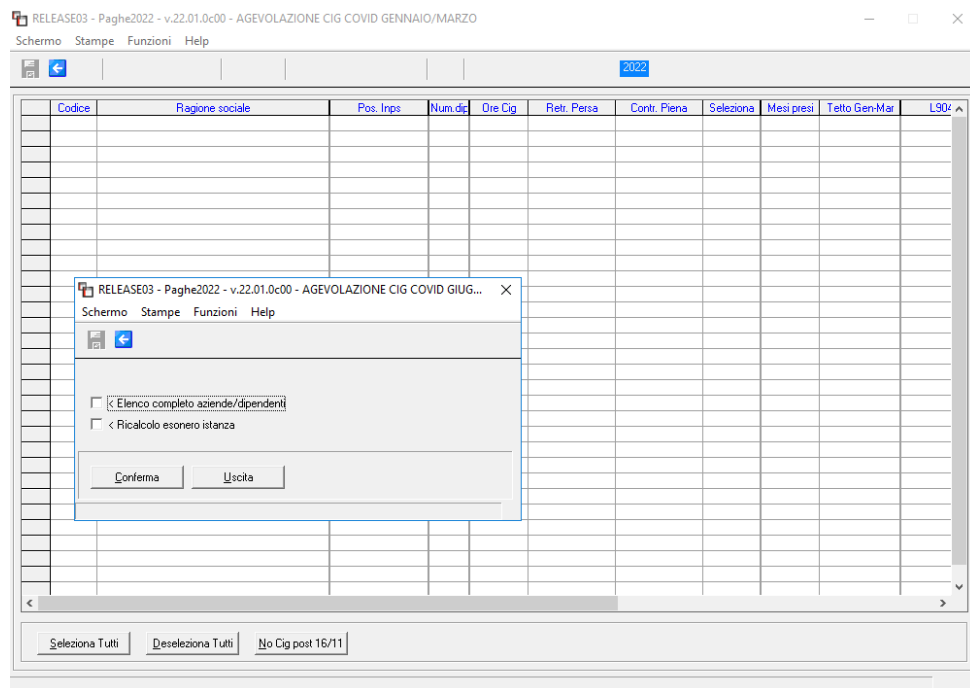 RELEASE03 - Paghe2022 - v.22.01.0c00 - AGEVOLAZIONE CIG COVID GENNAIO/MARZO
Schermo Stampe Funzioni Help
2022
Codice Ragione sociale Pos. Inps Num.dip Ore Cig Retr. Persa Contr. Piena Seleziona Mesi presi Tetto Gen-Mar L904
RELEASE03 - Paghe2022 - v.22.01.0c00 - AGEVOLAZIONE CIG COVID GIUG...
Schermo Stampe Funzioni Help
< Elenco completo aziende/dipendenti
< Ricalcolo esonero istanza
Conferma Uscita
Seleziona Tutti Deseleziona Tutti No Cig post 16/11